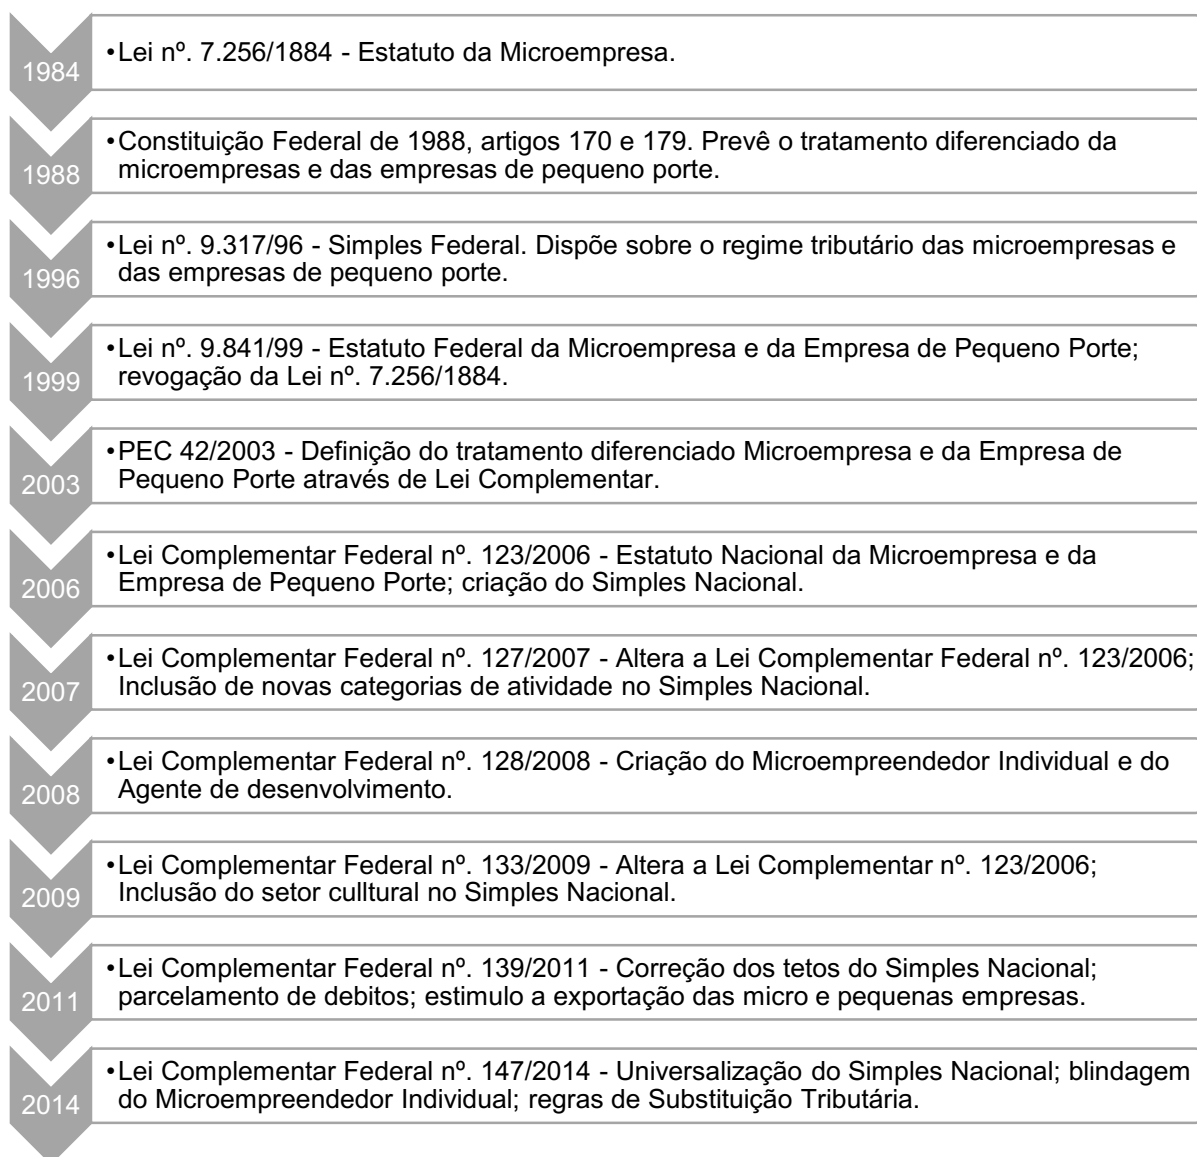 1984
•Lei nº. 7.256/1884 - Estatuto da Microempresa.
1988
•Constituição Federal de 1988, artigos 170 e 179. Prevê o tratamento diferenciado da
microempresas e das empresas de pequeno porte.
1996
•Lei nº. 9.317/96 - Simples Federal. Dispõe sobre o regime tributário das microempresas e
das empresas de pequeno porte.
1999
•Lei nº. 9.841/99 - Estatuto Federal da Microempresa e da Empresa de Pequeno Porte;
revogação da Lei nº. 7.256/1884.
2003
•PEC 42/2003 - Definição do tratamento diferenciado Microempresa e da Empresa de
Pequeno Porte através de Lei Complementar.
2006
•Lei Complementar Federal nº. 123/2006 - Estatuto Nacional da Microempresa e da
Empresa de Pequeno Porte; criação do Simples Nacional.
2007
•Lei Complementar Federal nº. 127/2007 - Altera a Lei Complementar Federal nº. 123/2006;
Inclusão de novas categorias de atividade no Simples Nacional.
2008
•Lei Complementar Federal nº. 128/2008 - Criação do Microempreendedor Individual e do
Agente de desenvolvimento.
2009
•Lei Complementar Federal nº. 133/2009 - Altera a Lei Complementar nº. 123/2006;
Inclusão do setor culltural no Simples Nacional.
2011
•Lei Complementar Federal nº. 139/2011 - Correção dos tetos do Simples Nacional;
parcelamento de debitos; estimulo a exportação das micro e pequenas empresas.
2014
•Lei Complementar Federal nº. 147/2014 - Universalização do Simples Nacional; blindagem
do Microempreendedor Individual; regras de Substituição Tributária.